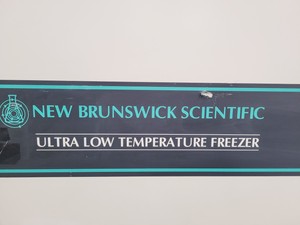 NEW BRUNSWICK SCIENTIFIC
ULTRA LOW TEMPERATURE FREEZER